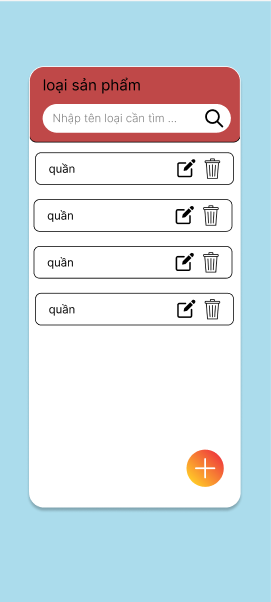 loại sản phẩm
Nhập tên loại cần tìm ...
quần
quần
quần
quần